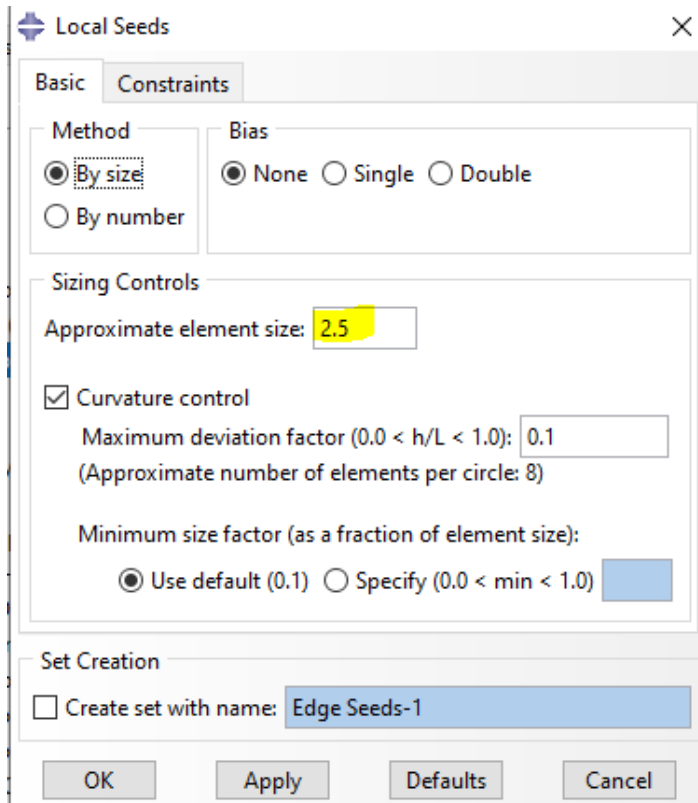 Local Seeds
Basic Constraints
Method Bias
By size None Single Double
By number
Sizing Controls
Approximate element size: 2.5
Curvature control
Maximum deviation factor (0.0 < h/L < 1.0): 0.1
(Approximate number of elements per circle: 8)
Minimum size factor (as a fraction of element size):
Use default (0.1) Specify (0.0 < min < 1.0)
Set Creation
Create set with name: Edge Seeds-1
OK Apply Defaults Cancel